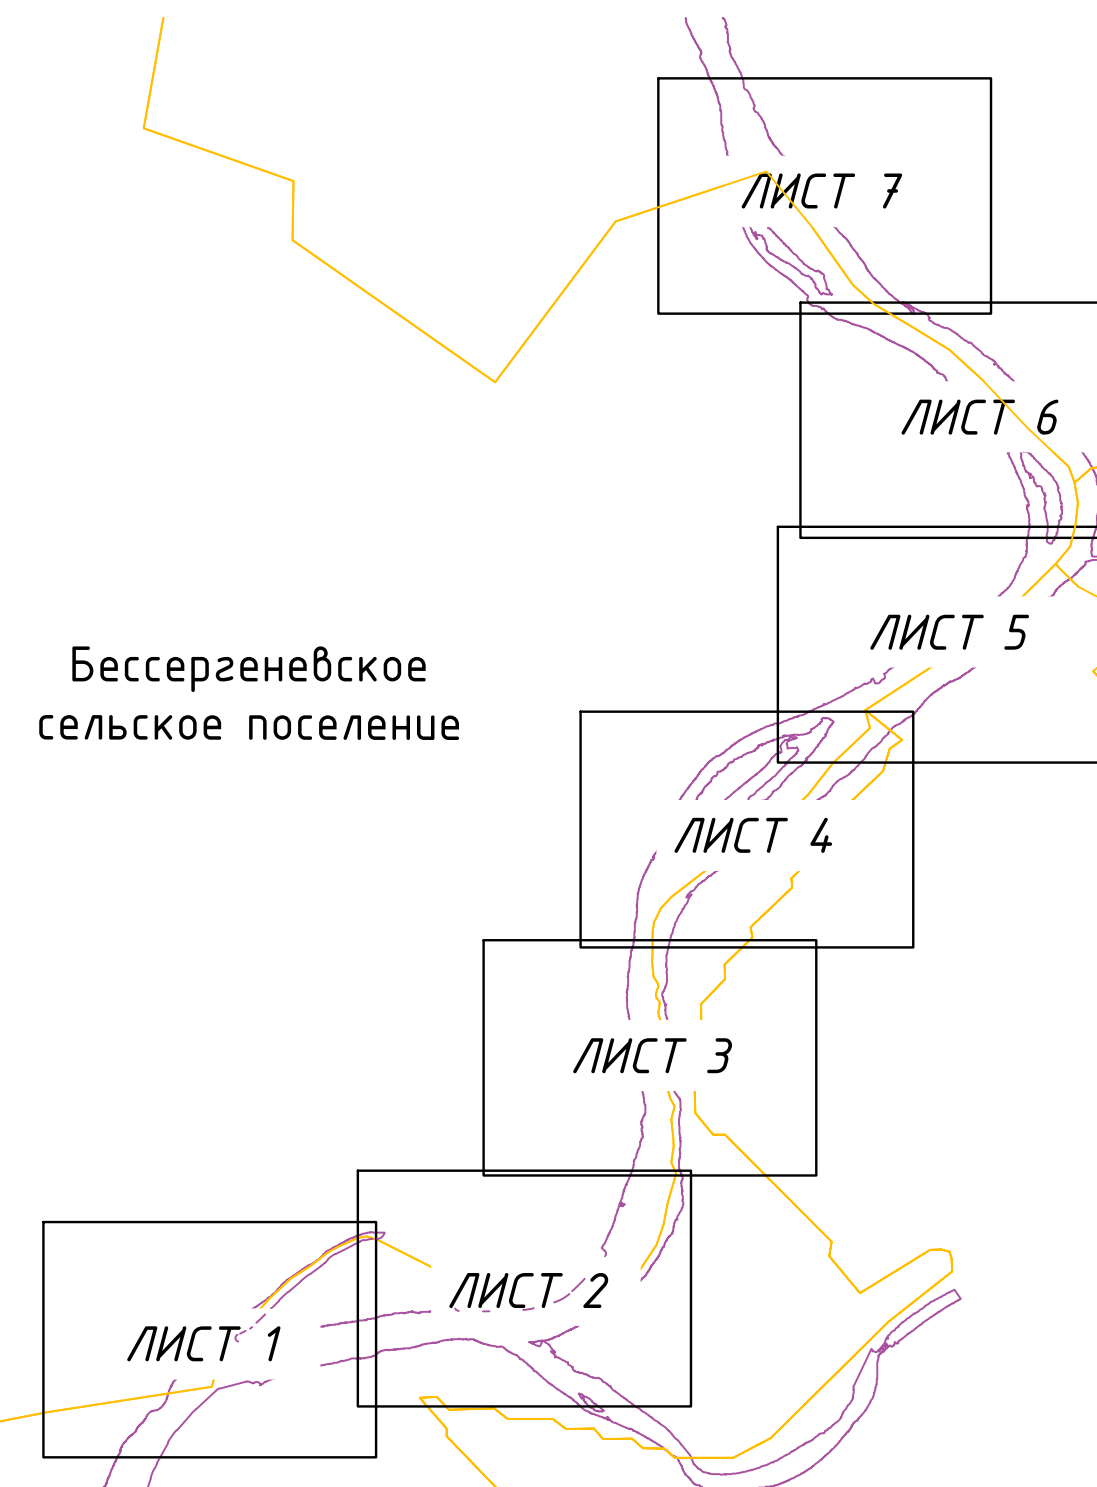 ЛИСТ 7
ЛИСТ 6
ЛИСТ 5
Бессергеневское
сельское поселение
ЛИСТ 4
ЛИСТ 3
ЛИСТ 2
ЛИСТ 1